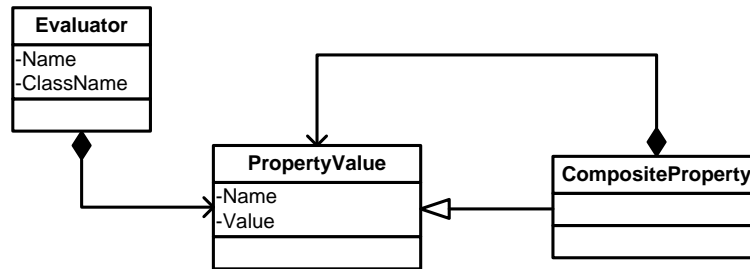 Evaluator
-Name
-ClassName
PropertyValue
-Name
-Value
CompositeProperty